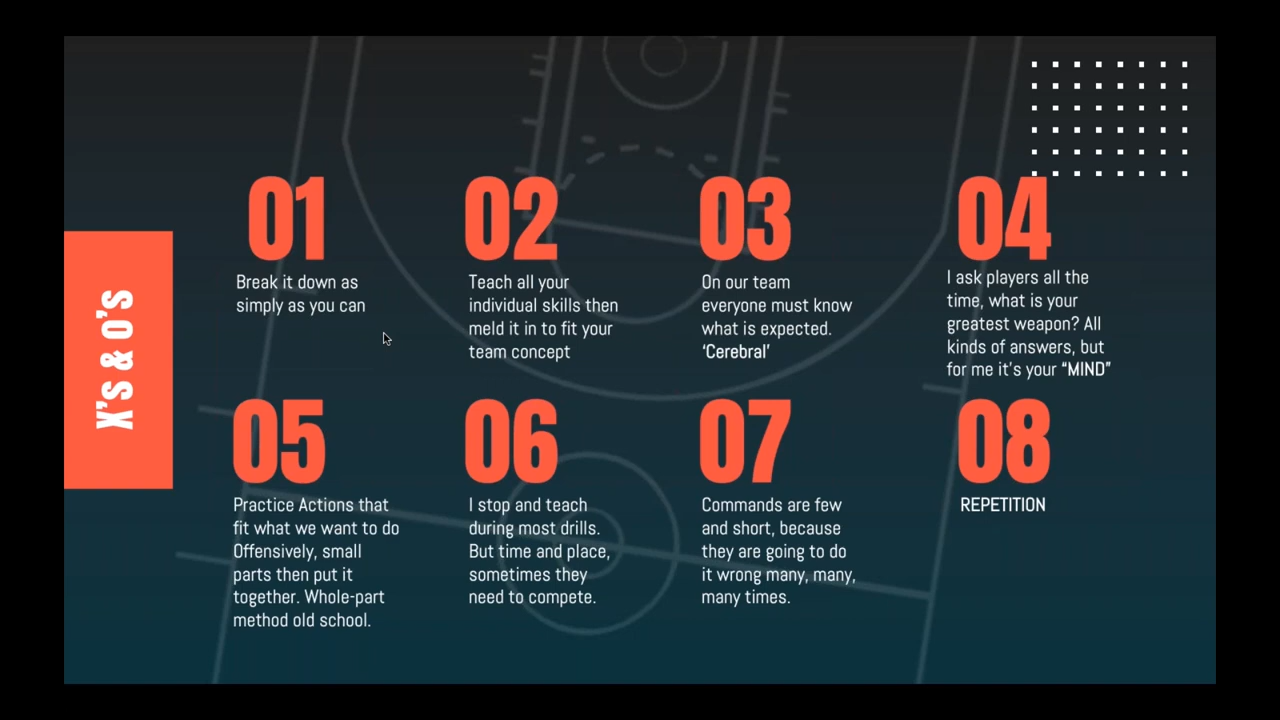 X's & O's
01
Break it down as
simply as you can
02
Teach all your
individual skills then
meld it in to fit your
team concept
03
On our team
everyone must know
what is expected.
‘Cerebral’
04
I ask players all the
time, what is your
greatest weapon? All
kinds of answers, but
for me it's your “MIND”
05
Practice Actions that
fit what we want to do
Offensively, small
parts then put it
together. Whole-part
method old school.
06
I stop and teach
during most drills.
But time and place,
sometimes they
need to compete.
07
Commands are few
and short, because
they are going to do
it wrong many, many,
many times.
08
REPETITION